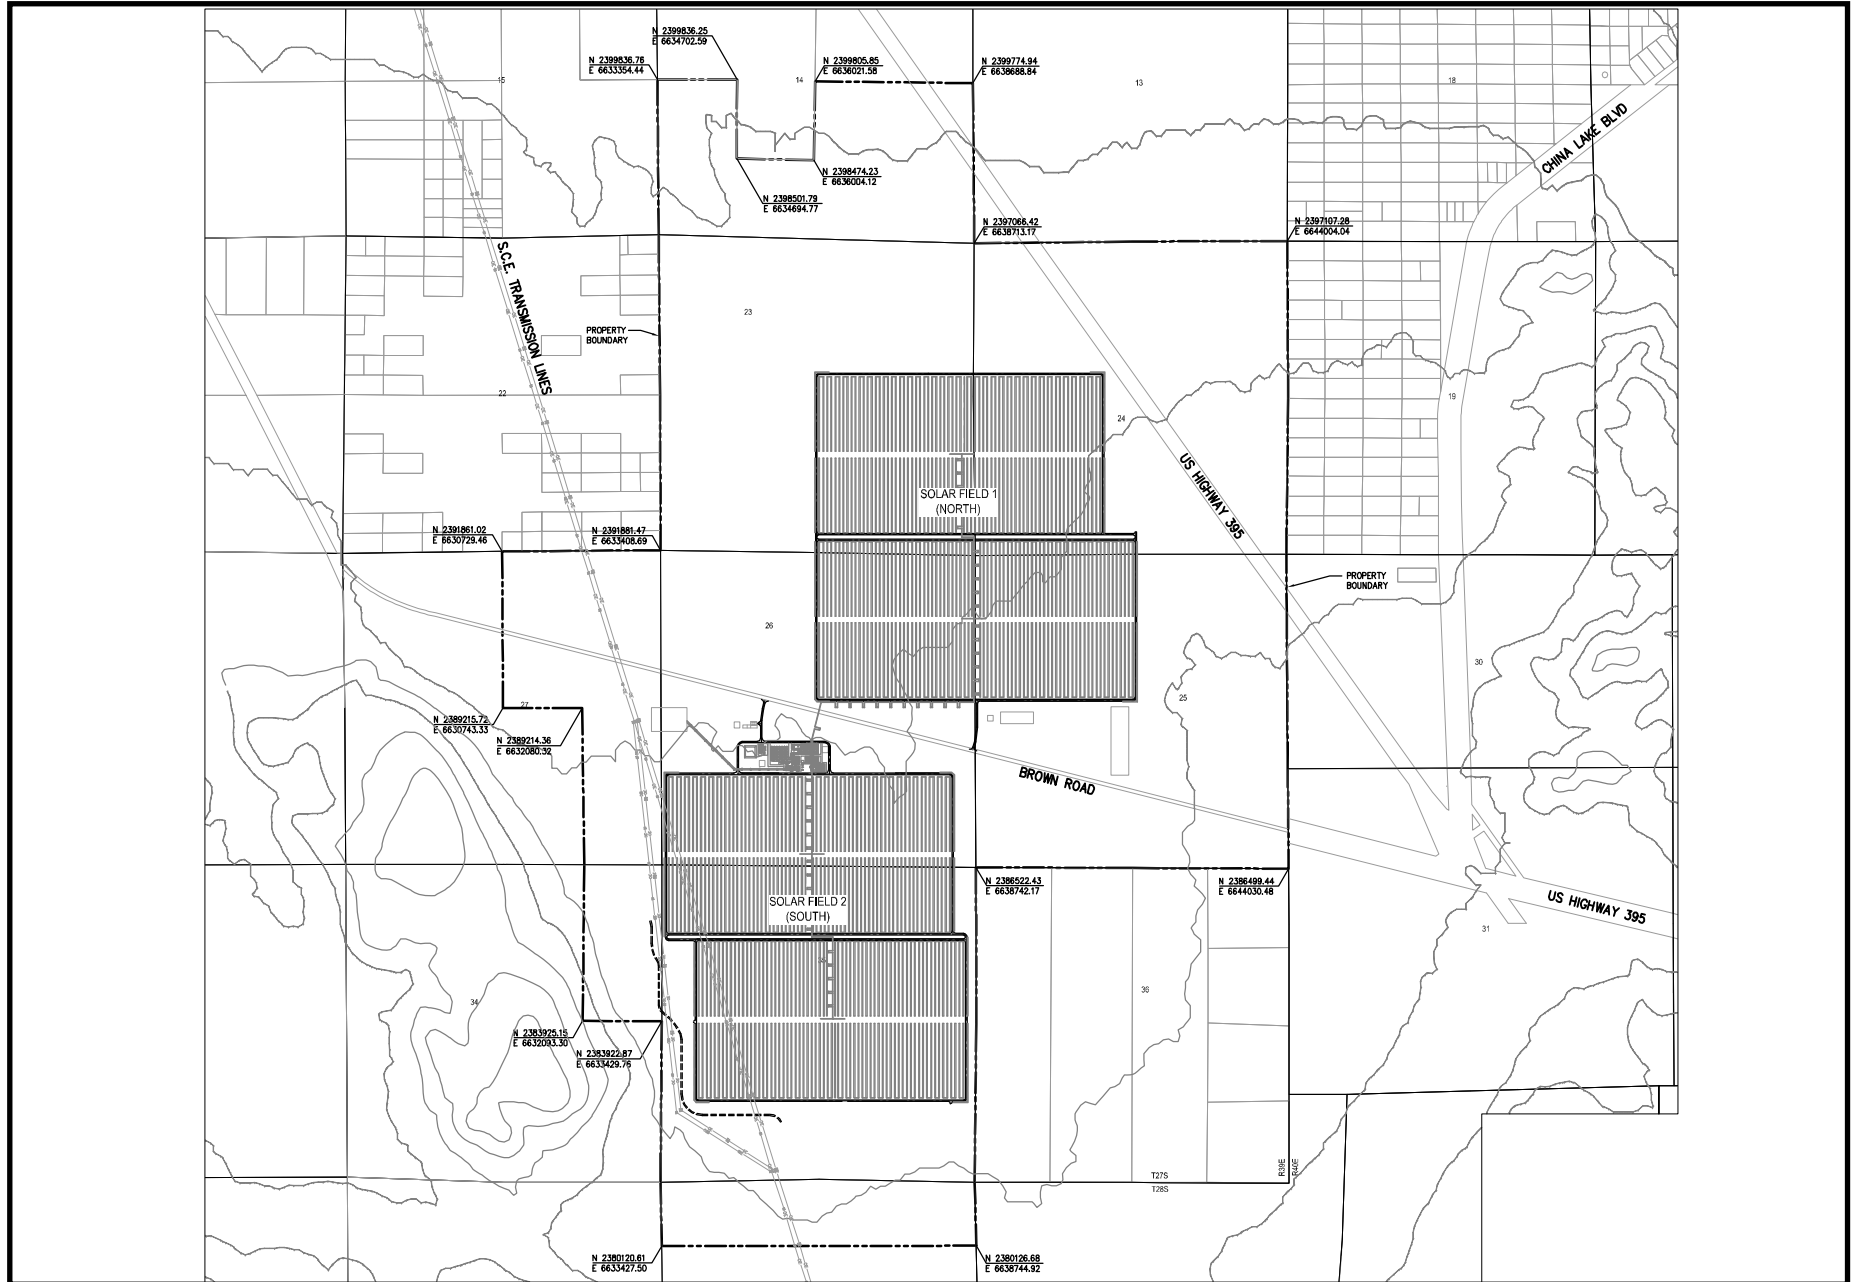 N 2399836.25
E 6634702.59
N 2399836.76
E 6633354.44
N 2399805.85
E 6636021.58
N 2399774.94
E 6638688.84
15
14
13
18
CHINA LAKE BLVD
N 2398474.23
E 6636004.12
N 2398501.79
E 6634694.77
N 2397066.42
E 6638713.17
N 2397107.28
E 6644004.04
S.C.E. TRANSMISSION LINES
23
PROPERTY
BOUNDARY
22
24
19
US HIGHWAY 395
SOLAR FIELD 1
(NORTH)
N 2391861.02
E 6630729.46
N 2391881.47
E 6633408.69
PROPERTY
BOUNDARY
26
30
25
27
N 2389215.72
E 6630743.33
N 2389214.36
E 6632080.32
BROWN ROAD
N 2386522.43
E 6638742.17
N 2386499.44
E 6644030.48
SOLAR FIELD 2
(SOUTH)
US HIGHWAY 395
31
35
36
34
N 2383925.15
E 6632093.30
N 2383922.87
E 6633429.76
T27S
T28S
R39E
R40E
N 2380120.61
E 6633427.50
N 2380126.68
E 6638744.92